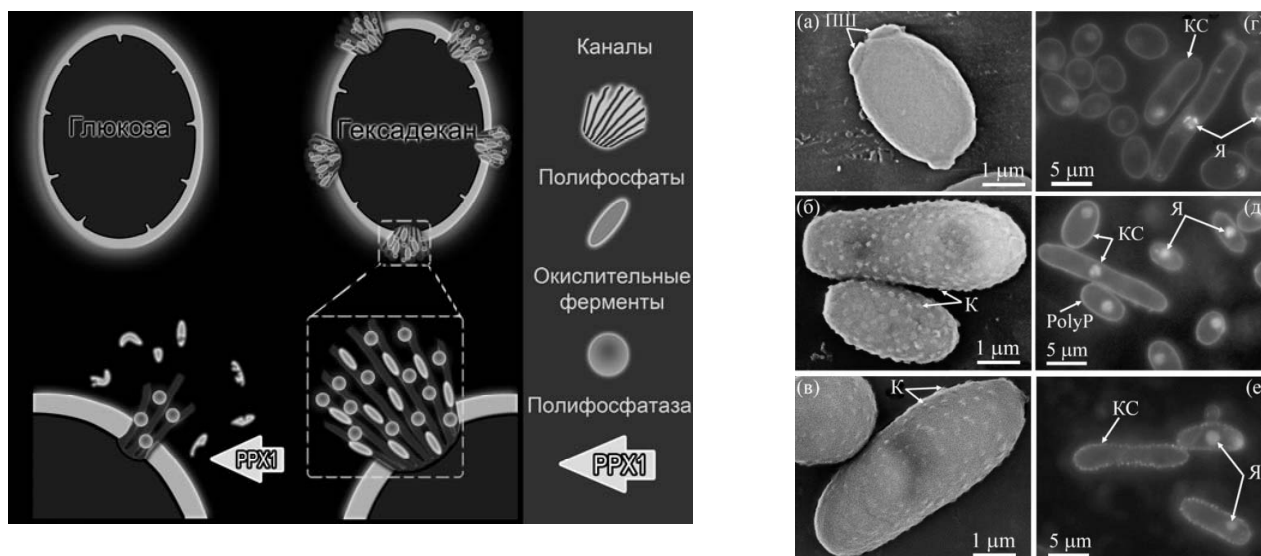 Глюкоза
Гексадекан
PPX1
Каналы
Полифосфаты
Окислительные
ферменты
Полифосфатаза
PPX1
(а)
ПШ
1 μm
(б)
К
1 μm
(в)
К
1 μm
(г)
КС
Я
5 μm
(д)
Я
КС
PolyP
5 μm
(е)
КС
Я
5 μm